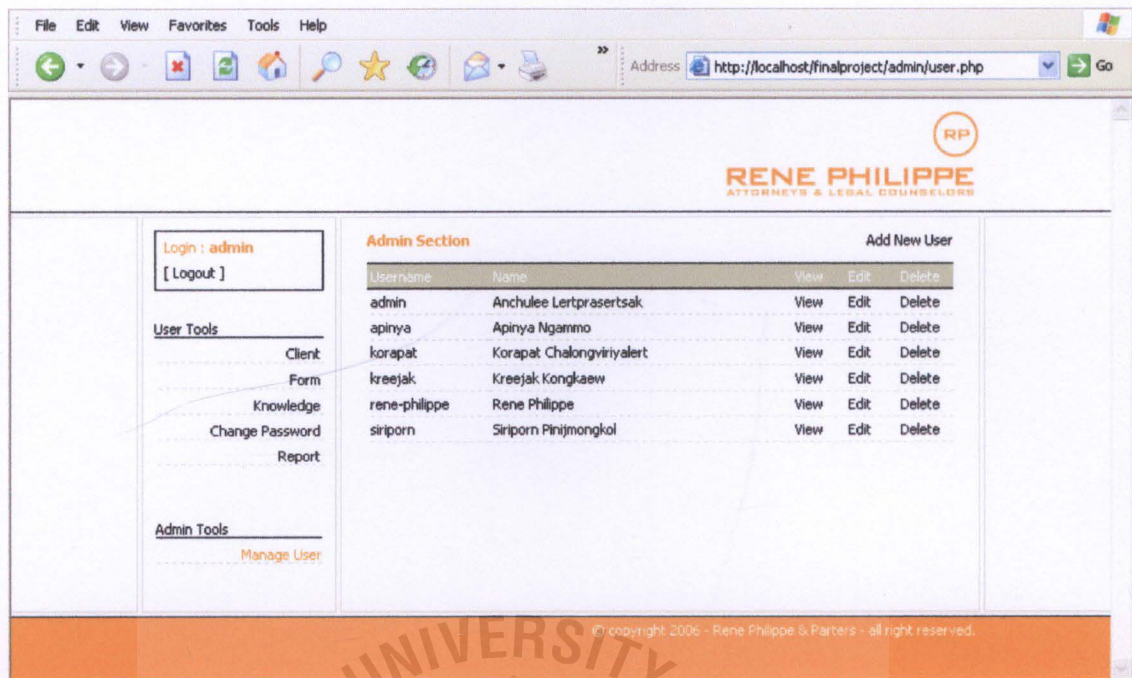 File Edit View Favorites Tools Help
» Address http://localhost/finalproject/admin/user.php Go
RP
RENE PHILIPPE
ATTORNEYS & LEGAL COUNSELORS
Login : admin
[ Logout ]
User Tools
Client
Form
Knowledge
Change Password
Report
Admin Tools
Manage User
Admin Section Add New User
Username Name View Edit Delete
admin Anchulee Lertprasertsak View Edit Delete
apinya Apinya Ngammo View Edit Delete
korapat Korapat Chalongviriyalert View Edit Delete
kreejak Kreejak Kongkaew View Edit Delete
rene-philippe Rene Philippe View Edit Delete
siriporn Siriporn Pinijmongkol View Edit Delete
© copyright 2006 - Rene Philippe & Parters - all right reserved.
UNIVERSITY